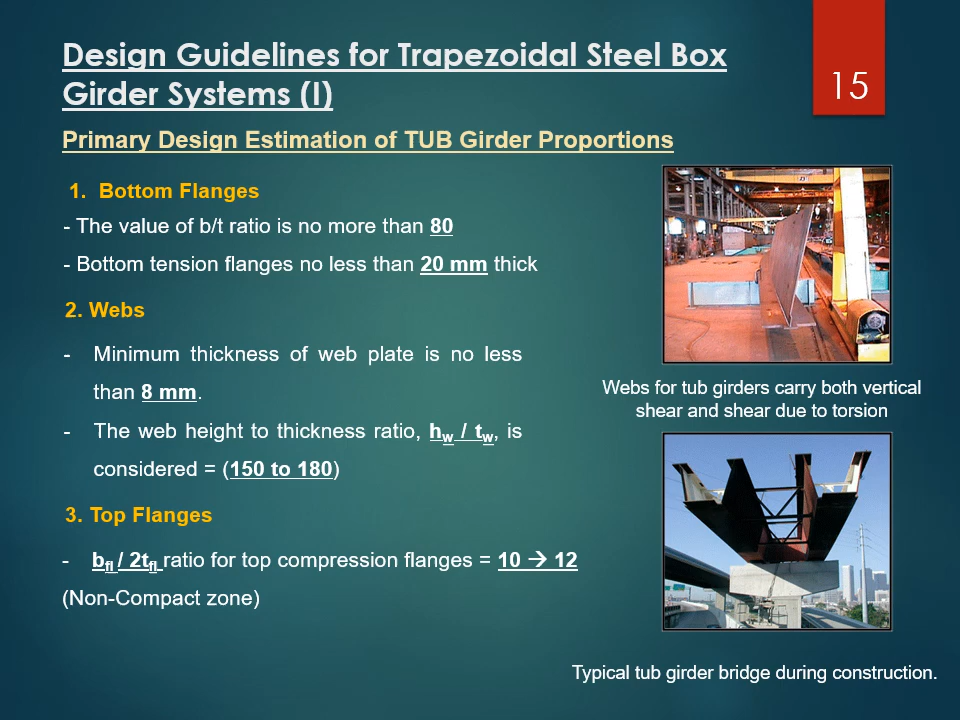 Design Guidelines for Trapezoidal Steel Box
Girder Systems (I)
15
Primary Design Estimation of TUB Girder Proportions
1. Bottom Flanges
- The value of b/t ratio is no more than 80
- Bottom tension flanges no less than 20 mm thick
2. Webs
- Minimum thickness of web plate is no less
than 8 mm.
- The web height to thickness ratio, hw / tw, is
considered = (150 to 180)
3. Top Flanges
- bfl / 2tfl ratio for top compression flanges = 10 → 12
(Non-Compact zone)
Webs for tub girders carry both vertical
shear and shear due to torsion
Typical tub girder bridge during construction.